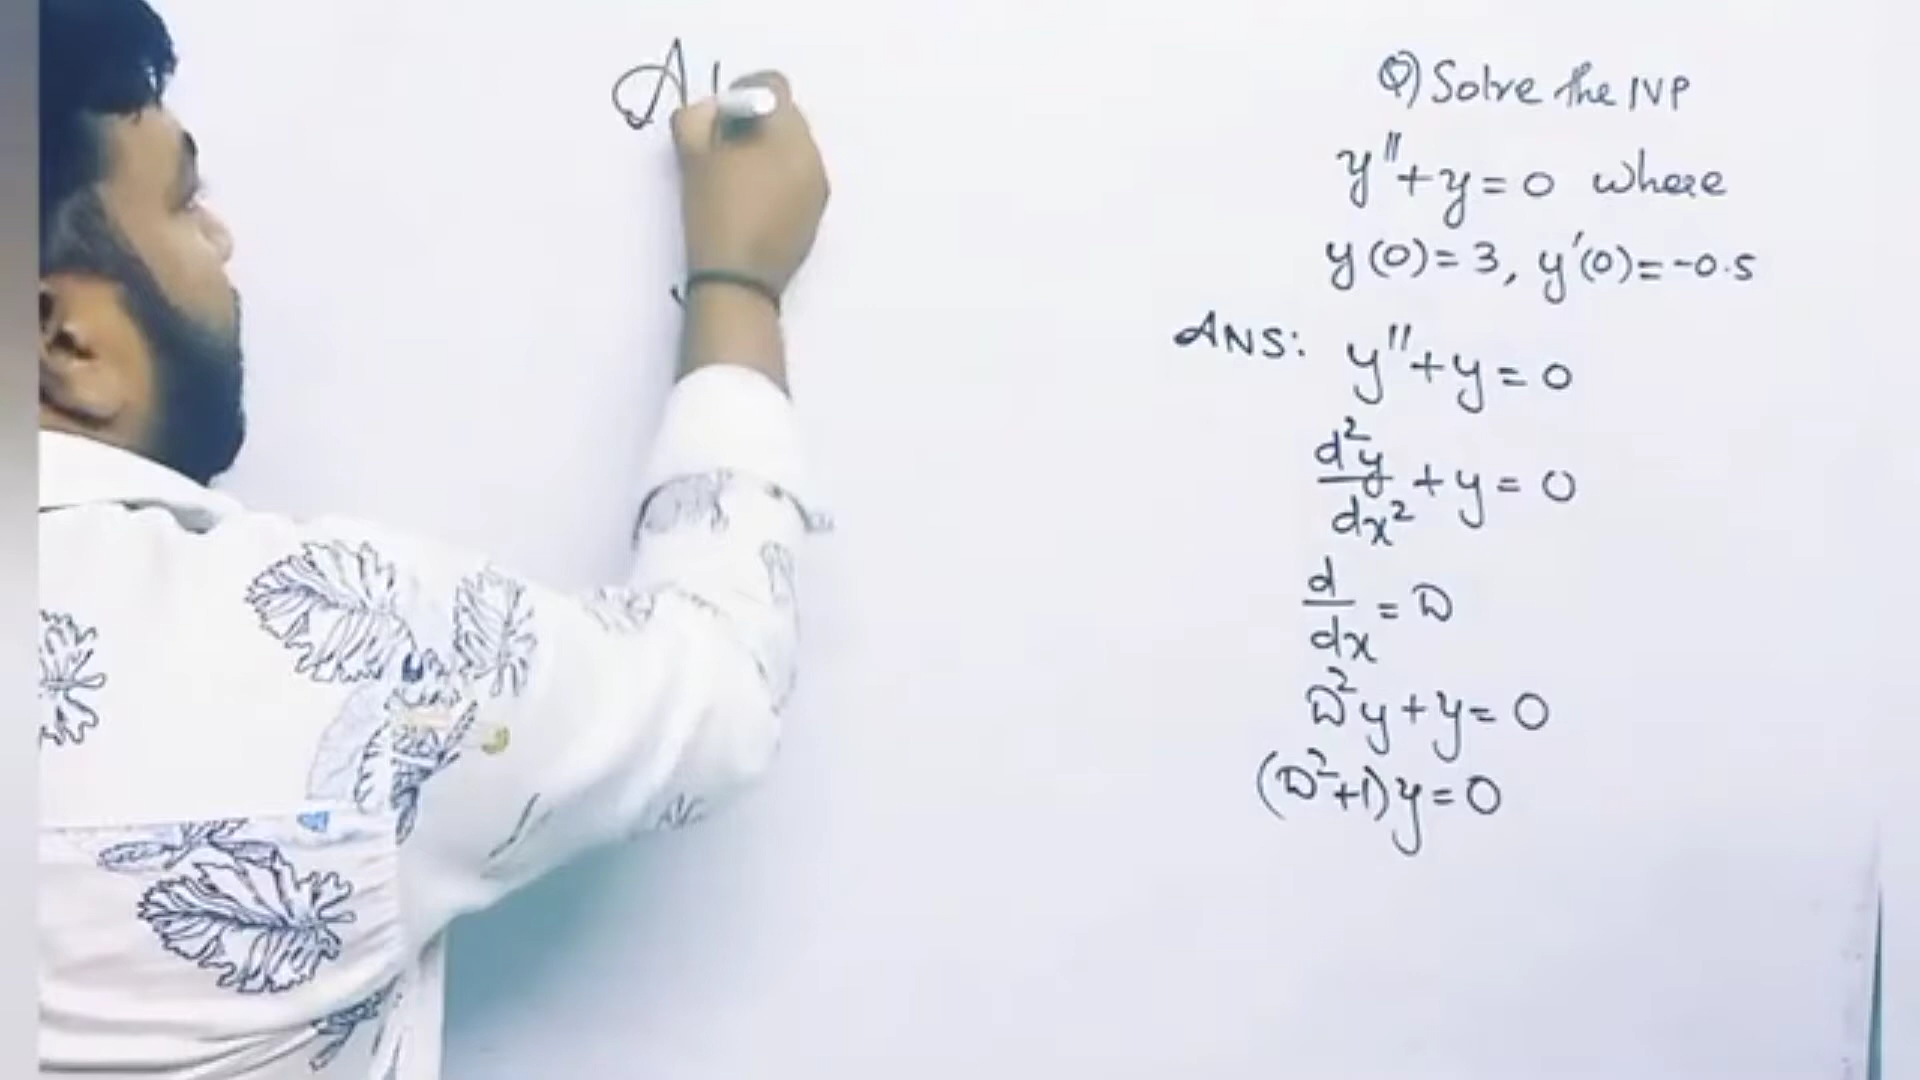 A
Q) Solve the IVP
y''+y=0 where
y(0)=3, y'(0)=-0.5
ANS: y''+y=0
d²y/dx² + y = 0
d/dx = D
D²y+y=0
(D²+1)y=0